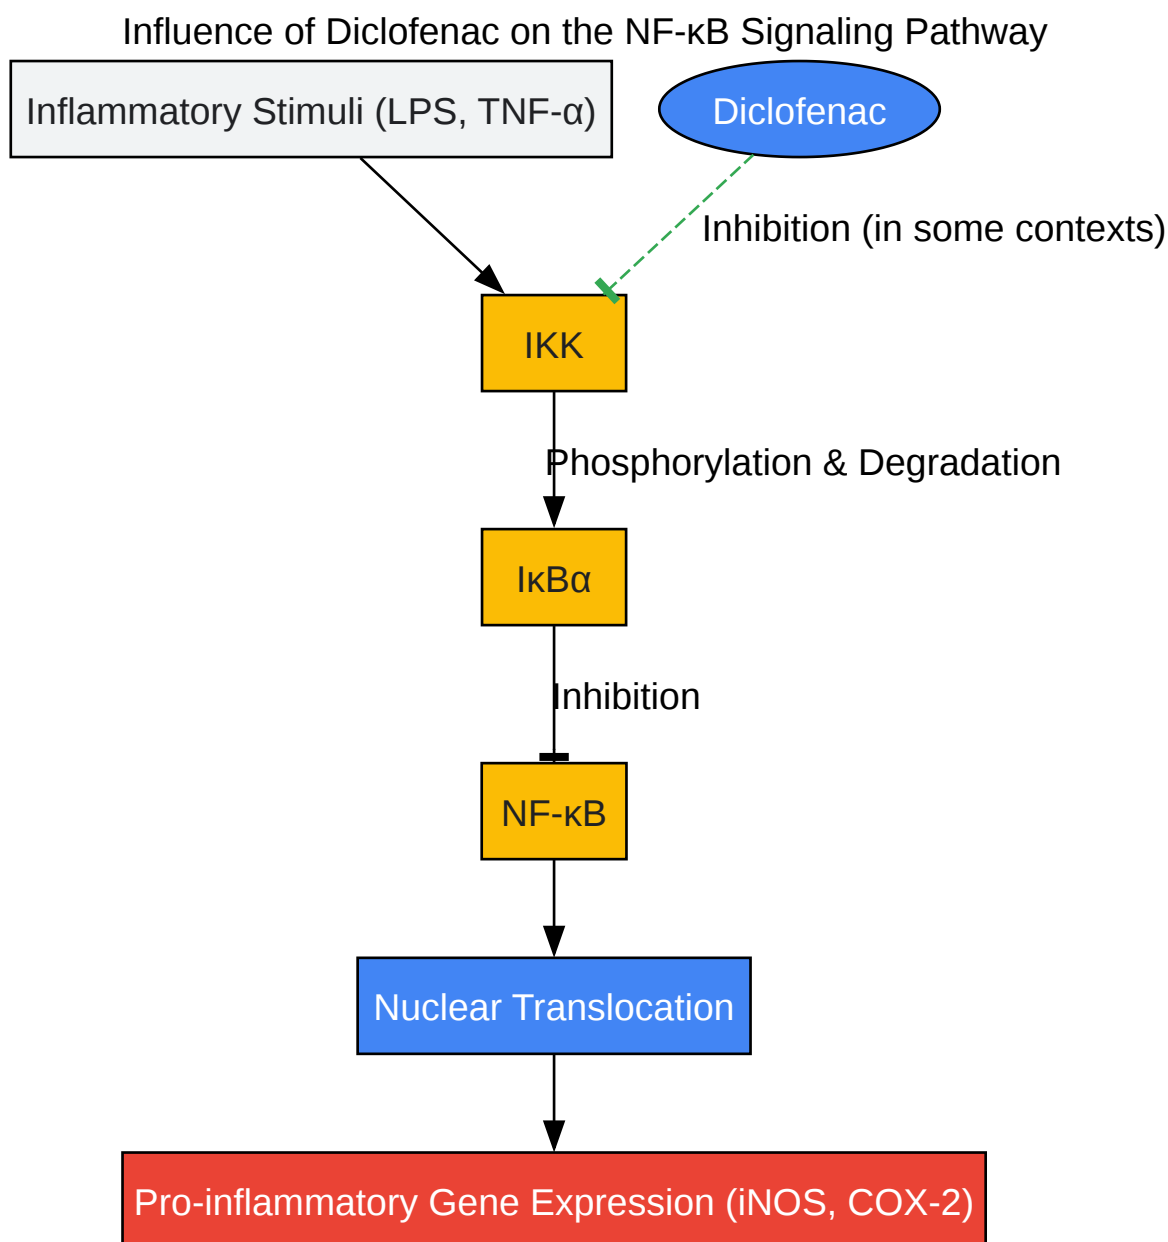 Influence of Diclofenac on the NF-κB Signaling Pathway
Inflammatory Stimuli (LPS, TNF-α)
Diclofenac
Inhibition (in some contexts)
IKK
Phosphorylation & Degradation
IκBα
Inhibition
NF-κB
Nuclear Translocation
Pro-inflammatory Gene Expression (iNOS, COX-2)